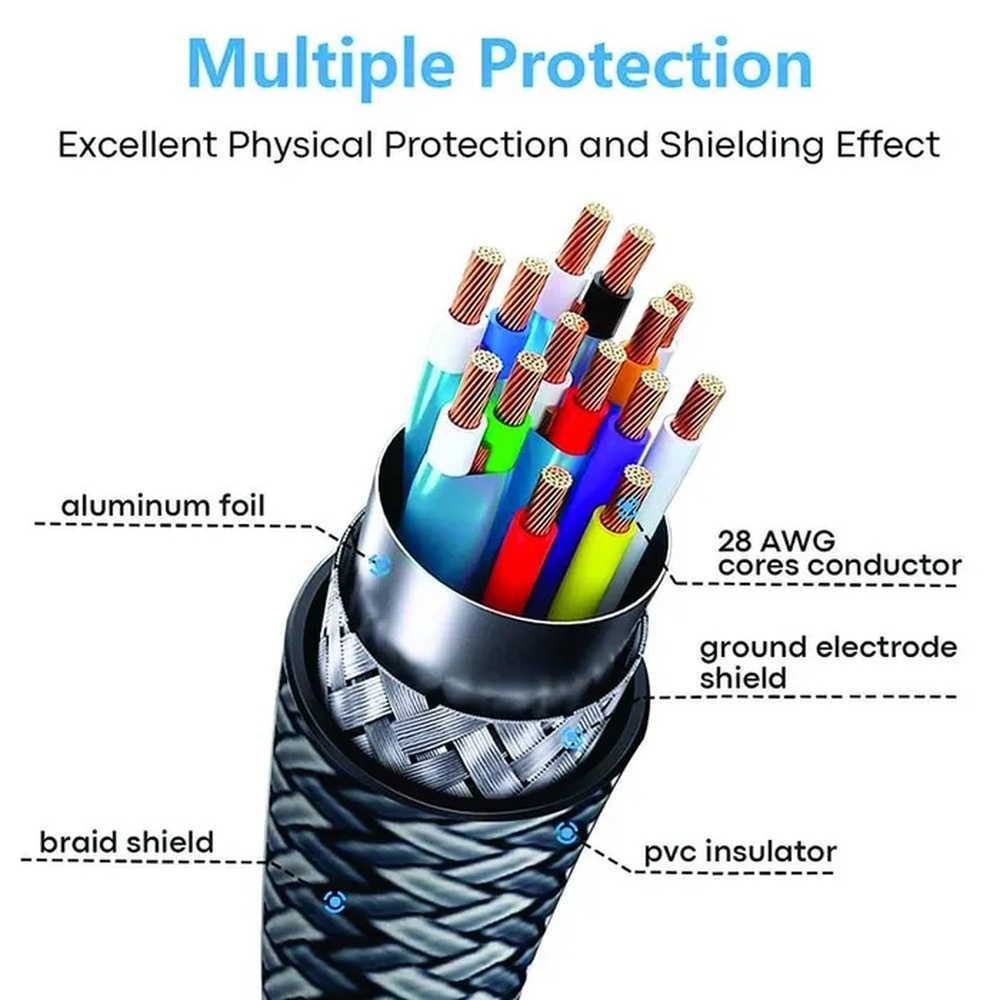 Multiple Protection
Excellent Physical Protection and Shielding Effect
aluminum foil
28 AWG
cores conductor
ground electrode
shield
braid shield
pvc insulator